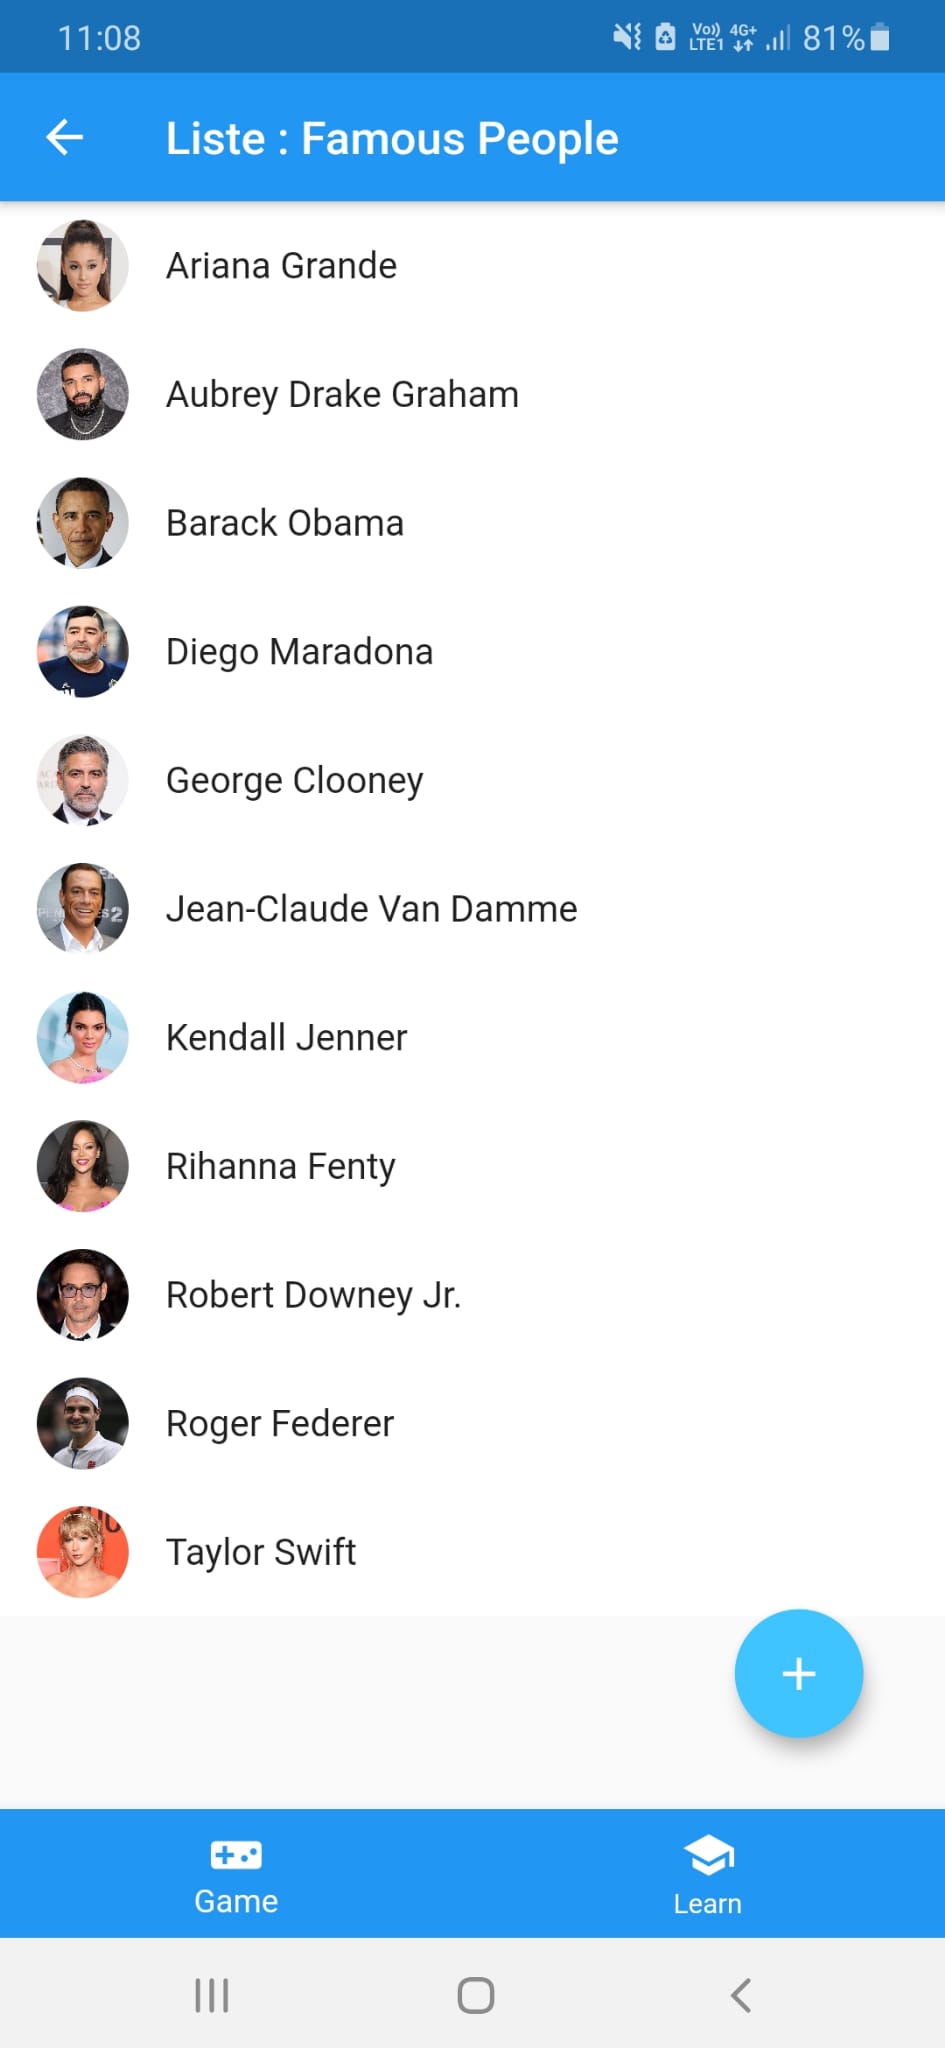 11:08
Vo)) 4G+
LTE1
81%
Liste : Famous People
Ariana Grande
Aubrey Drake Graham
Barack Obama
Diego Maradona
George Clooney
Jean-Claude Van Damme
Kendall Jenner
Rihanna Fenty
Robert Downey Jr.
Roger Federer
Taylor Swift
Game
Learn